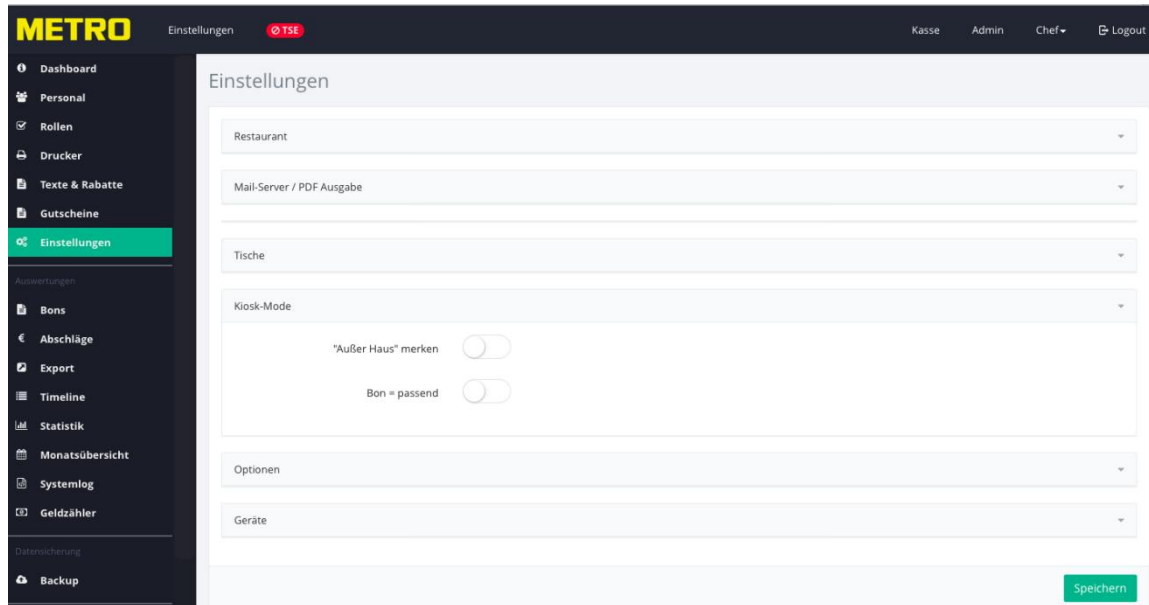 METRO
Einstellungen
TSE
Kasse
Admin
Chef
Logout
Dashboard
Personal
Rollen
Drucker
Texte & Rabatte
Gutscheine
Einstellungen
Auswertungen
Bons
Abschläge
Export
Timeline
Statistik
Monatsübersicht
Systemlog
Geldzähler
Datensicherung
Backup
Einstellungen
Restaurant
Mail-Server / PDF Ausgabe
Tische
Kiosk-Mode
"Außer Haus" merken
Bon = passend
Optionen
Geräte
Speichern